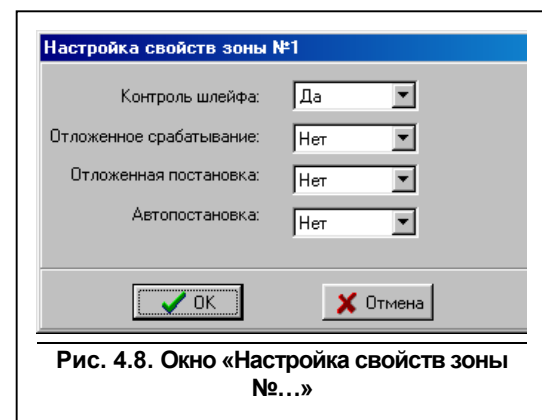 Настройка свойств зоны №1
Контроль шлейфа: Да
Отложенное срабатывание: Нет
Отложенная постановка: Нет
Автопостановка: Нет
OK Отмена
Рис. 4.8. Окно «Настройка свойств зоны
№…»